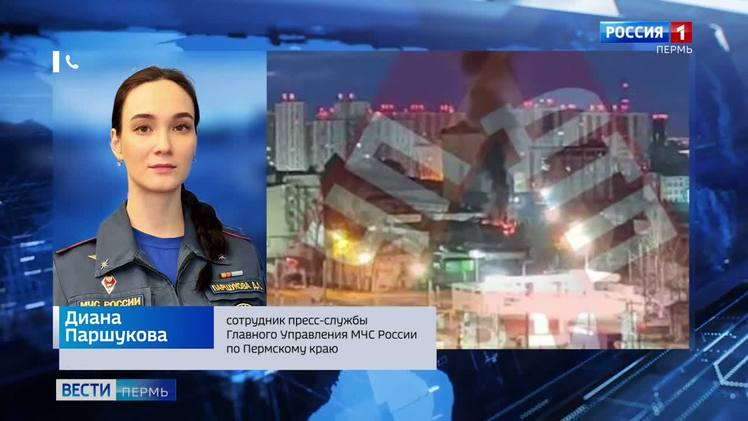 РОССИЯ 1
ПЕРМЬ
МЧС РОССИИ
ПАРШУКОВА Д.
Диана
Паршукова
сотрудник пресс-службы
Главного Управления МЧС России
по Пермскому краю
ВЕСТИ ПЕРМЬ